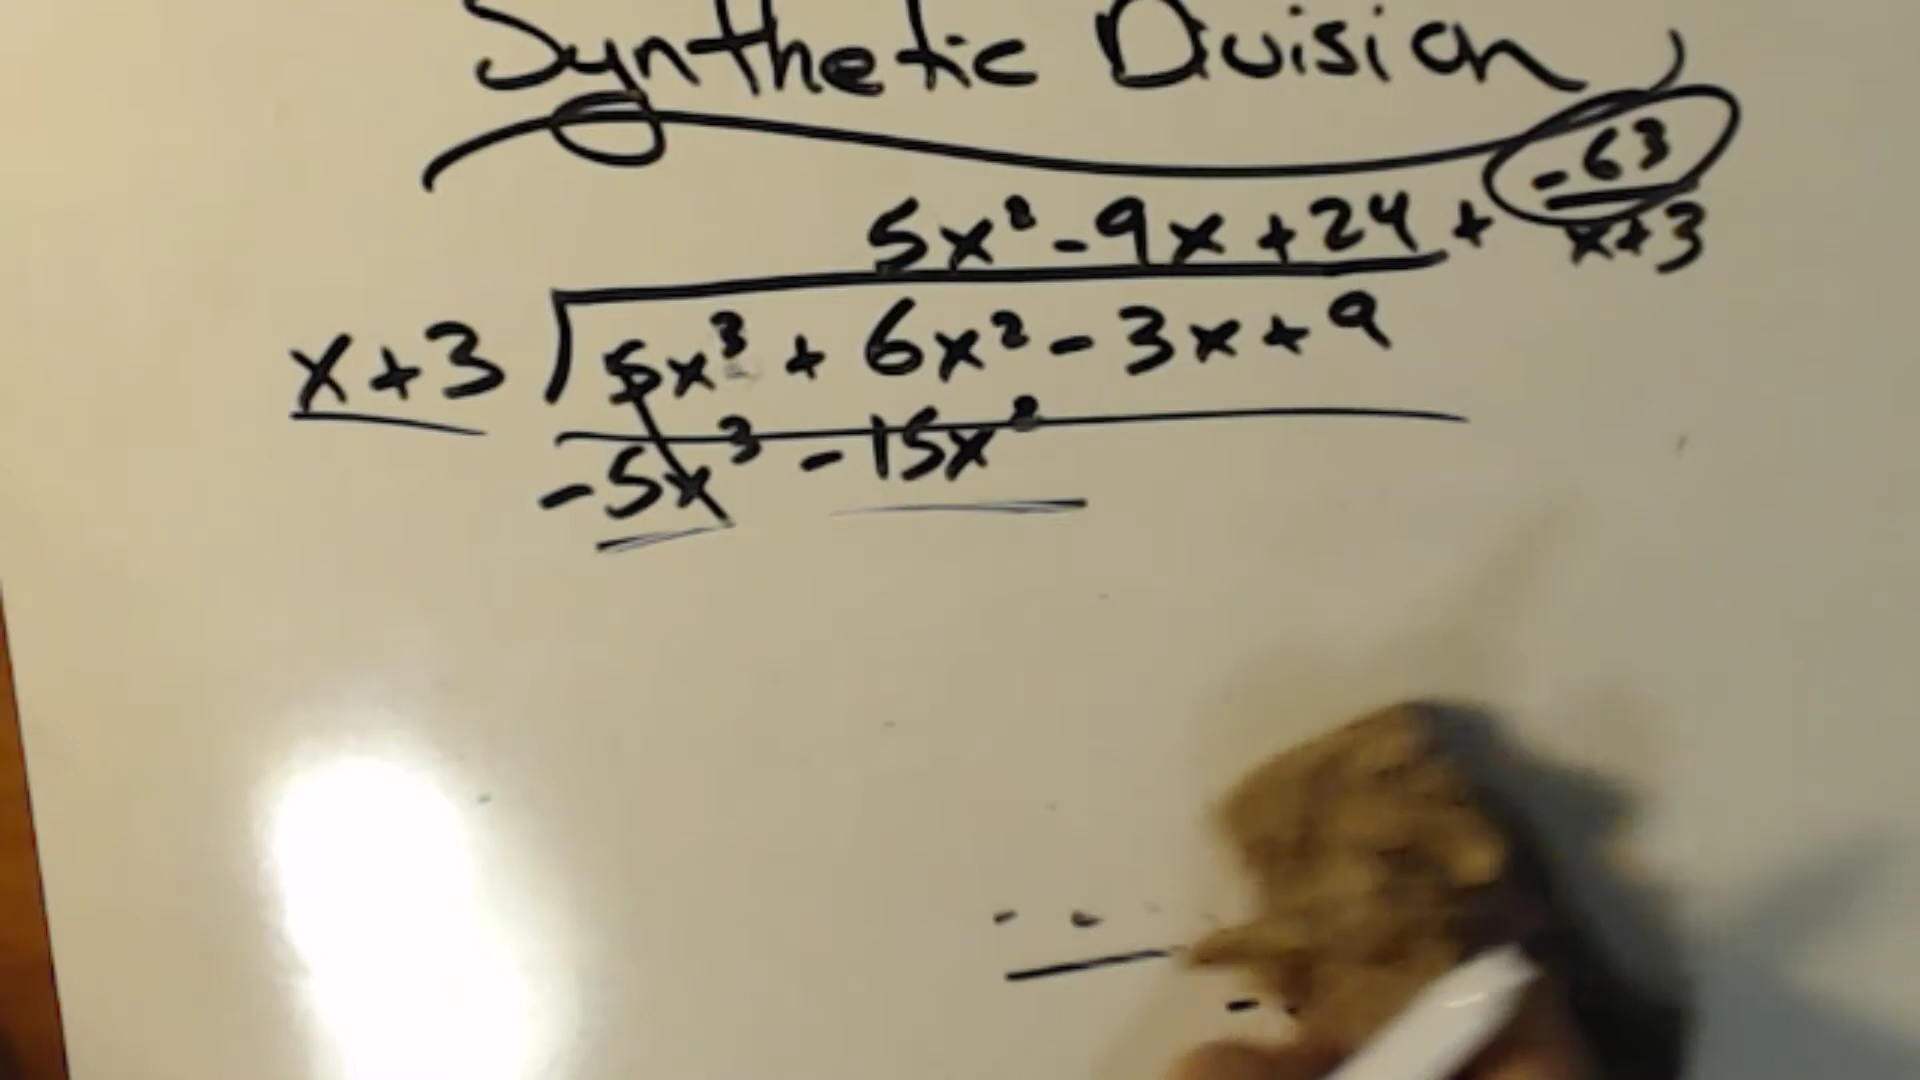 Synthetic Division
-63
5x² - 9x + 24 + x+3
x+3 5x³ + 6x² - 3x + 9
-5x³ - 15x²